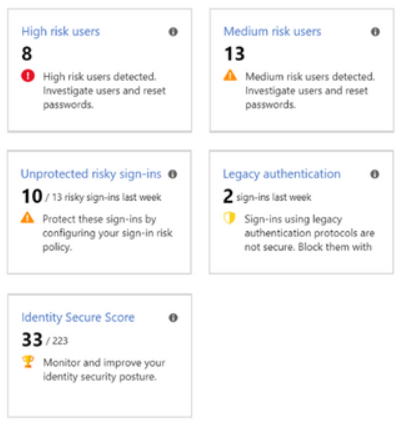 High risk users
8
High risk users detected.
Investigate users and reset
passwords.
Medium risk users
13
Medium risk users detected.
Investigate users and reset
passwords.
Unprotected risky sign-ins
10 / 13 risky sign-ins last week
Protect these sign-ins by
configuring your sign-in risk
policy.
Legacy authentication
2 sign-ins last week
Sign-ins using legacy
authentication protocols are
not secure. Block them with
Identity Secure Score
33 / 223
Monitor and improve your
identity security posture.